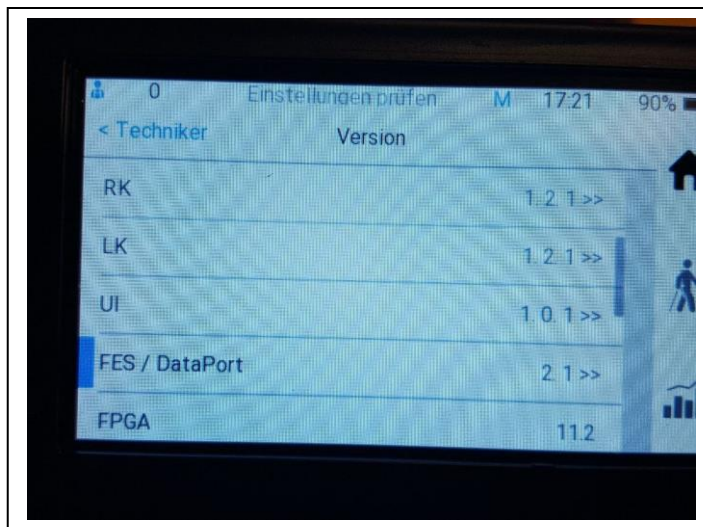 0 Einstellungen prüfen M 17:21 90%
< Techniker Version
RK 1. 2. 1 >>
LK 1. 2. 1 >>
UI 1. 0. 1 >>
FES / DataPort 2. 1 >>
FPGA 11.2